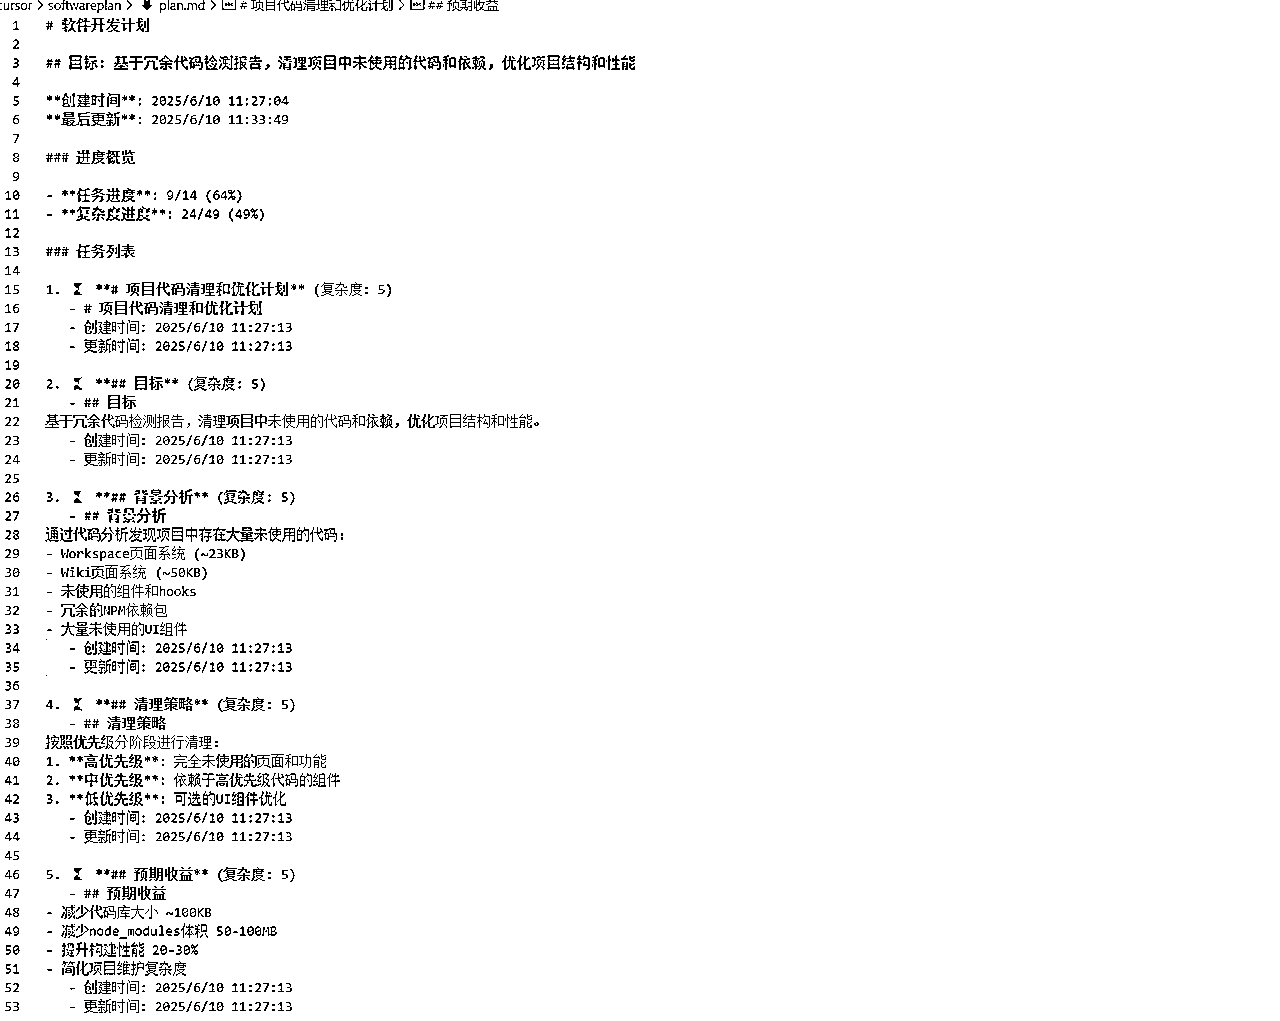 cursor > softwareplan > plan.md > # 项目代码清理和优化计划 > ## 预期收益
1 # 软件开发计划
2
3 ## 目标: 基于冗余代码检测报告，清理项目中未使用的代码和依赖，优化项目结构和性能
4
5 **创建时间**: 2025/6/10 11:27:04
6 **最后更新**: 2025/6/10 11:33:49
7
8 ### 进度概览
9
10 - **任务进度**: 9/14 (64%)
11 - **复杂度进度**: 24/49 (49%)
12
13 ### 任务列表
14
15 1. ⏳ **# 项目代码清理和优化计划** (复杂度: 5)
16 - # 项目代码清理和优化计划
17 - 创建时间: 2025/6/10 11:27:13
18 - 更新时间: 2025/6/10 11:27:13
19
20 2. ⏳ **## 目标** (复杂度: 5)
21 - ## 目标
22 基于冗余代码检测报告，清理项目中未使用的代码和依赖，优化项目结构和性能。
23 - 创建时间: 2025/6/10 11:27:13
24 - 更新时间: 2025/6/10 11:27:13
25
26 3. ⏳ **## 背景分析** (复杂度: 5)
27 - ## 背景分析
28 通过代码分析发现项目中存在大量未使用的代码：
29 - Workspace页面系统 (~23KB)
30 - Wiki页面系统 (~50KB)
31 - 未使用的组件和hooks
32 - 冗余的NPM依赖包
33 - 大量未使用的UI组件
34 - 创建时间: 2025/6/10 11:27:13
35 - 更新时间: 2025/6/10 11:27:13
36
37 4. ⏳ **## 清理策略** (复杂度: 5)
38 - ## 清理策略
39 按照优先级分阶段进行清理：
40 1. **高优先级**: 完全未使用的页面和功能
41 2. **中优先级**: 依赖于高优先级代码的组件
42 3. **低优先级**: 可选的UI组件优化
43 - 创建时间: 2025/6/10 11:27:13
44 - 更新时间: 2025/6/10 11:27:13
45
46 5. ⏳ **## 预期收益** (复杂度: 5)
47 - ## 预期收益
48 - 减少代码库大小 ~100KB
49 - 减少node_modules体积 50-100MB
50 - 提升构建性能 20-30%
51 - 简化项目维护复杂度
52 - 创建时间: 2025/6/10 11:27:13
53 - 更新时间: 2025/6/10 11:27:13